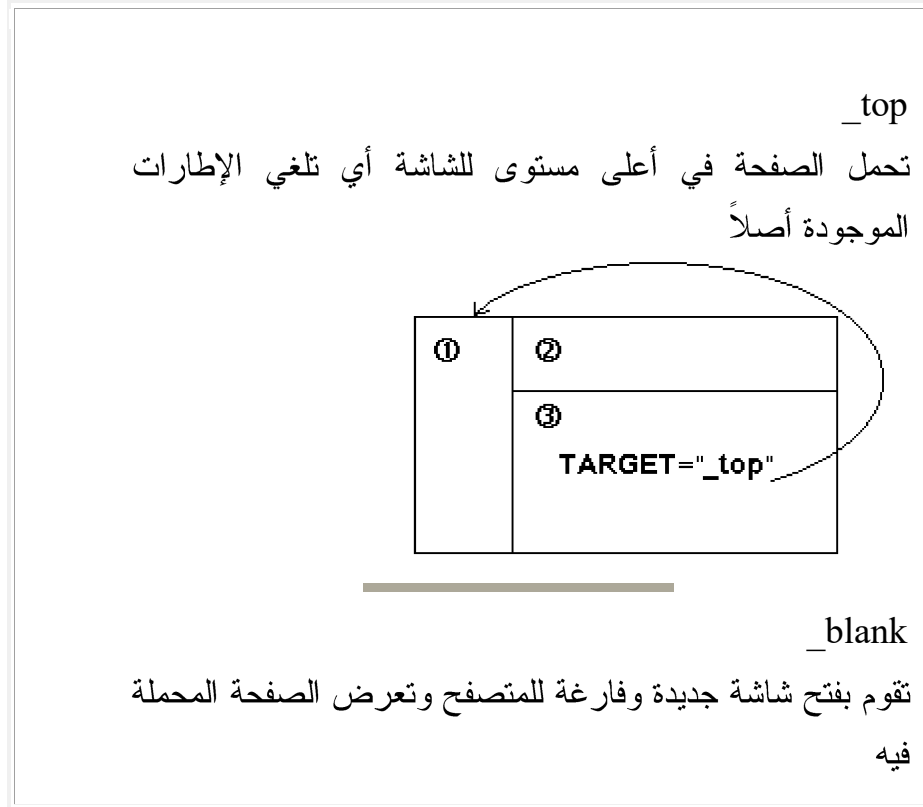 _top
تحمل الصفحة في أعلى مستوى للشاشة أي تلغي الإطارات
الموجودة أصلاً
① ②
③
TARGET="_top"
_blank
تقوم بفتح شاشة جديدة وفارغة للمتصفح وتعرض الصفحة المحملة
فيه